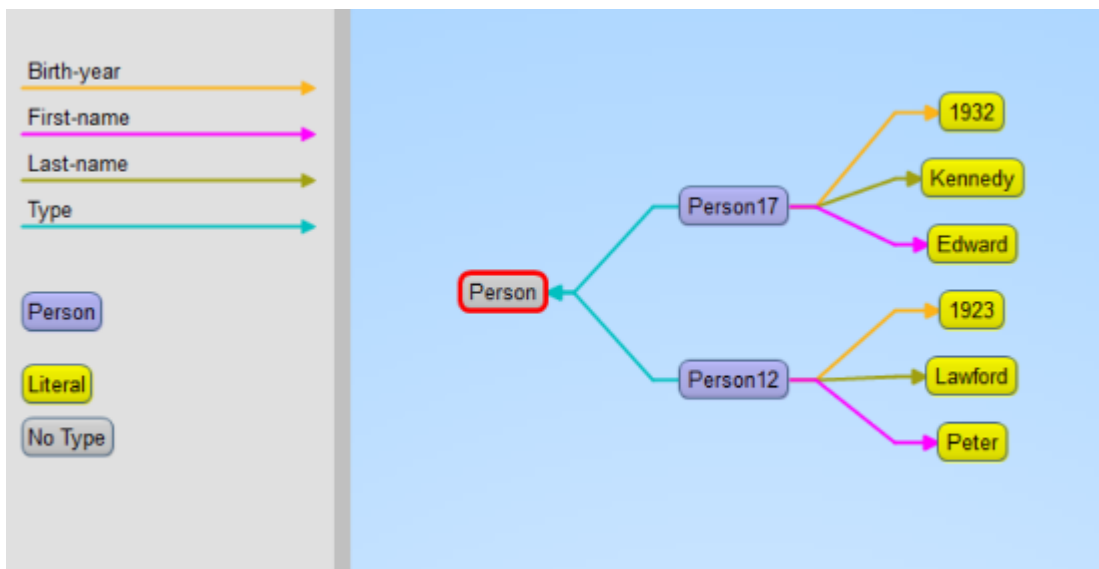 Birth-year
First-name
Last-name
Type
Person
Literal
No Type
Person
Person17
1932
Kennedy
Edward
Person12
1923
Lawford
Peter